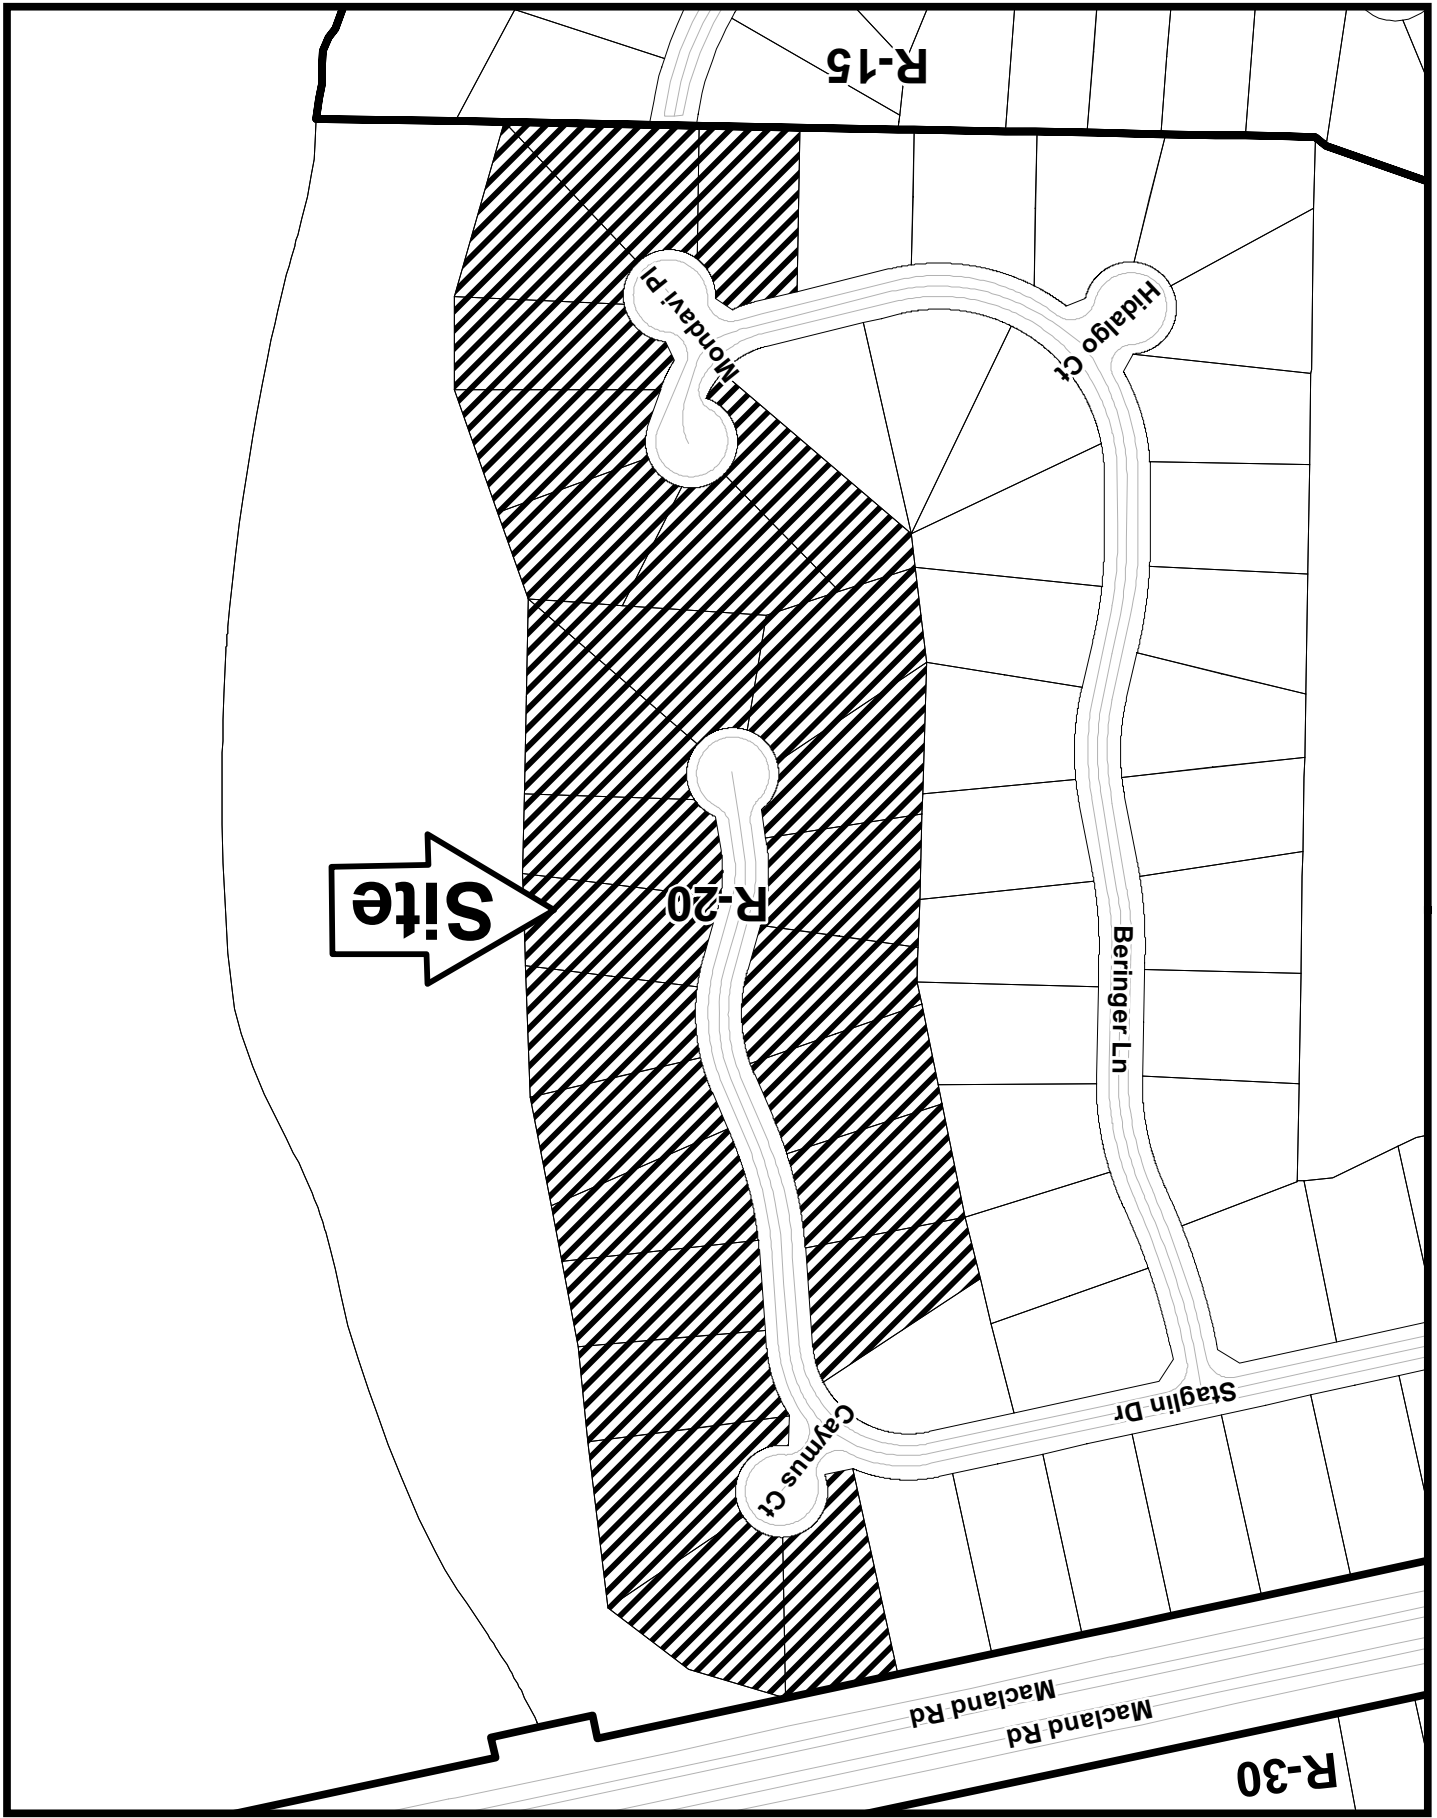 R-30
Macland Rd
Macland Rd
Caymus Ct
Staglin Dr
Beringer Ln
Site
R-20
Mondavi Pl
Hidalgo Ct
R-15